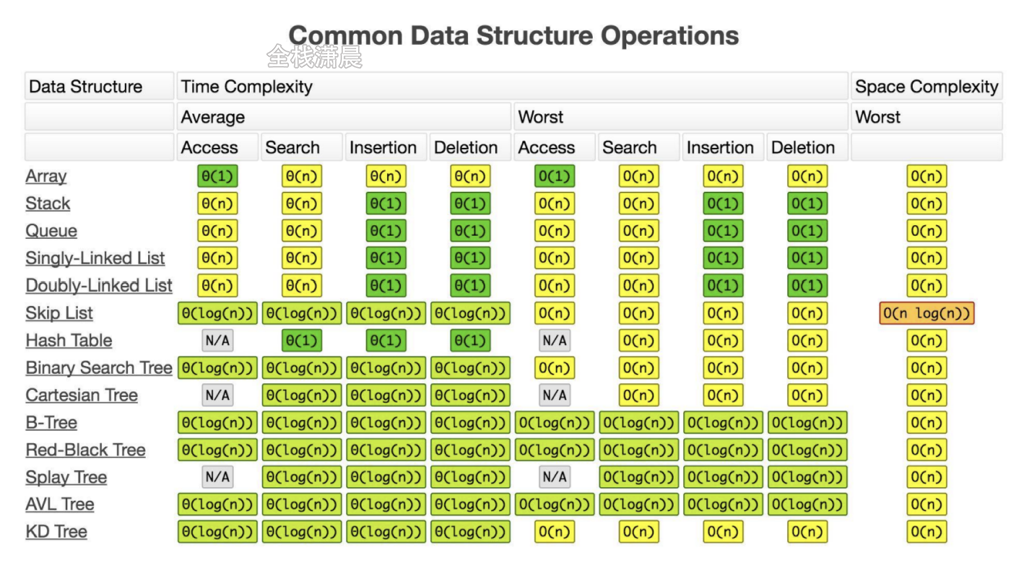 Common Data Structure Operations
全栈潇晨
Data Structure Time Complexity Space Complexity
Average Worst Worst
Access Search Insertion Deletion Access Search Insertion Deletion
Array Θ(1) Θ(n) Θ(n) Θ(n) O(1) O(n) O(n) O(n) O(n)
Stack Θ(n) Θ(n) Θ(1) Θ(1) O(n) O(n) O(1) O(1) O(n)
Queue Θ(n) Θ(n) Θ(1) Θ(1) O(n) O(n) O(1) O(1) O(n)
Singly-Linked List Θ(n) Θ(n) Θ(1) Θ(1) O(n) O(n) O(1) O(1) O(n)
Doubly-Linked List Θ(n) Θ(n) Θ(1) Θ(1) O(n) O(n) O(1) O(1) O(n)
Skip List Θ(log(n)) Θ(log(n)) Θ(log(n)) Θ(log(n)) O(n) O(n) O(n) O(n) O(n log(n))
Hash Table N/A Θ(1) Θ(1) Θ(1) N/A O(n) O(n) O(n) O(n)
Binary Search Tree Θ(log(n)) Θ(log(n)) Θ(log(n)) Θ(log(n)) O(n) O(n) O(n) O(n) O(n)
Cartesian Tree N/A Θ(log(n)) Θ(log(n)) Θ(log(n)) N/A O(n) O(n) O(n) O(n)
B-Tree Θ(log(n)) Θ(log(n)) Θ(log(n)) Θ(log(n)) O(log(n)) O(log(n)) O(log(n)) O(log(n)) O(n)
Red-Black Tree Θ(log(n)) Θ(log(n)) Θ(log(n)) Θ(log(n)) O(log(n)) O(log(n)) O(log(n)) O(log(n)) O(n)
Splay Tree N/A Θ(log(n)) Θ(log(n)) Θ(log(n)) N/A O(log(n)) O(log(n)) O(log(n)) O(n)
AVL Tree Θ(log(n)) Θ(log(n)) Θ(log(n)) Θ(log(n)) O(log(n)) O(log(n)) O(log(n)) O(log(n)) O(n)
KD Tree Θ(log(n)) Θ(log(n)) Θ(log(n)) Θ(log(n)) O(n) O(n) O(n) O(n) O(n)